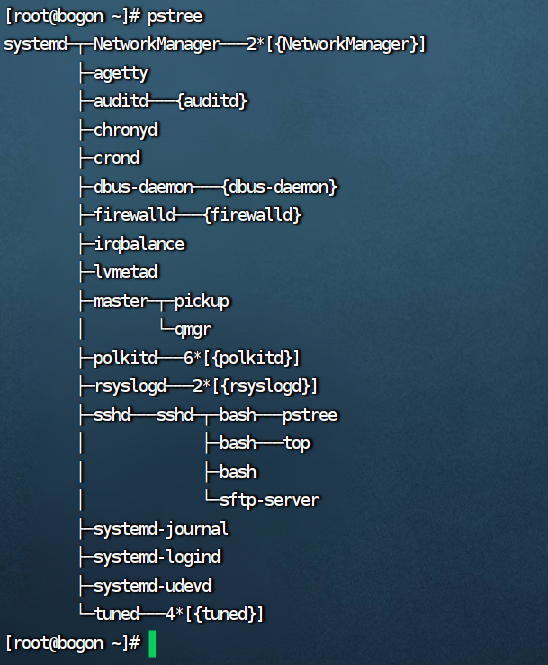 [root@bogon ~]# pstree
systemd─┬─NetworkManager───2*[{NetworkManager}]
        ├─agetty
        ├─auditd───{auditd}
        ├─chronyd
        ├─crond
        ├─dbus-daemon───{dbus-daemon}
        ├─firewalld───{firewalld}
        ├─irqbalance
        ├─lvmetad
        ├─master─┬─pickup
        │        └─qmgr
        ├─polkitd───6*[{polkitd}]
        ├─rsyslogd───2*[{rsyslogd}]
        ├─sshd───sshd─┬─bash───pstree
        │             ├─bash───top
        │             ├─bash
        │             └─sftp-server
        ├─systemd-journal
        ├─systemd-logind
        ├─systemd-udevd
        └─tuned───4*[{tuned}]
[root@bogon ~]#